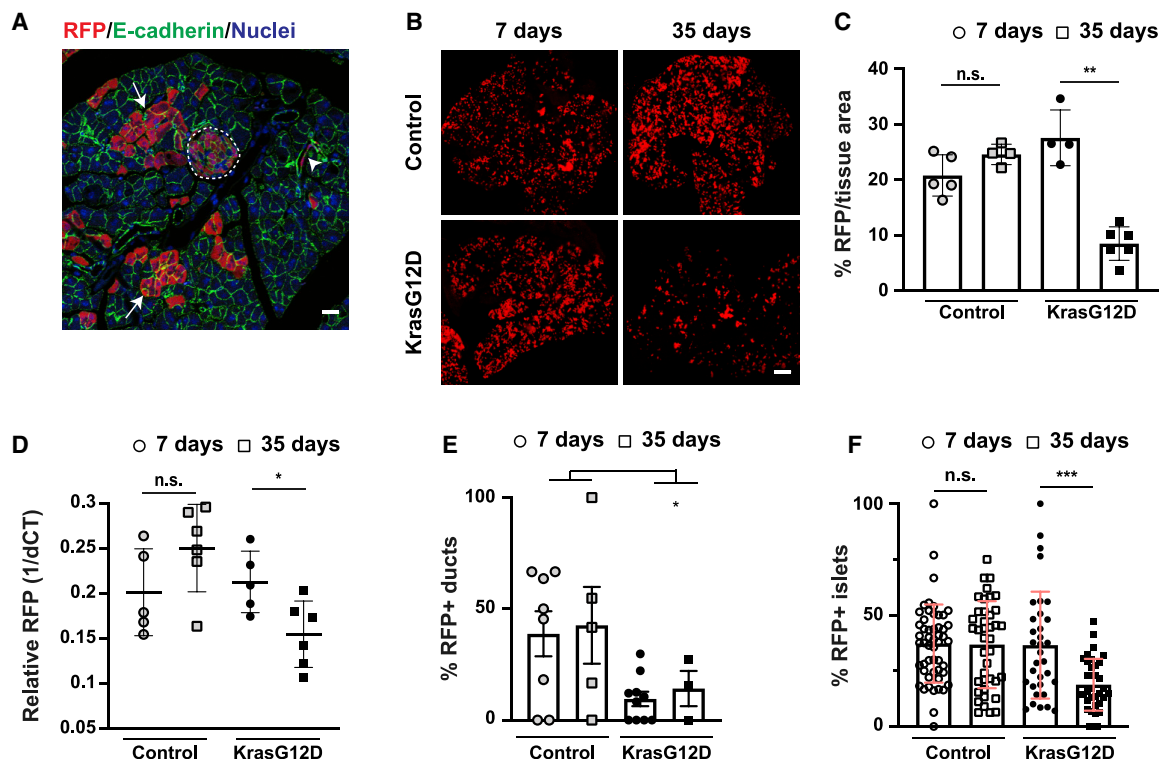 A
RFP/E-cadherin/Nuclei
B
7 days 35 days
Control
KrasG12D
C
7 days 35 days
n.s.
**
% RFP/tissue area
40
30
20
10
0
Control KrasG12D
D
7 days 35 days
n.s.
*
Relative RFP (1/dCT)
0.3
0.25
0.2
0.15
0.1
0.05
Control KrasG12D
E
7 days 35 days
*
% RFP+ ducts
100
50
0
Control KrasG12D
F
7 days 35 days
n.s.
***
% RFP+ islets
100
50
0
Control KrasG12D